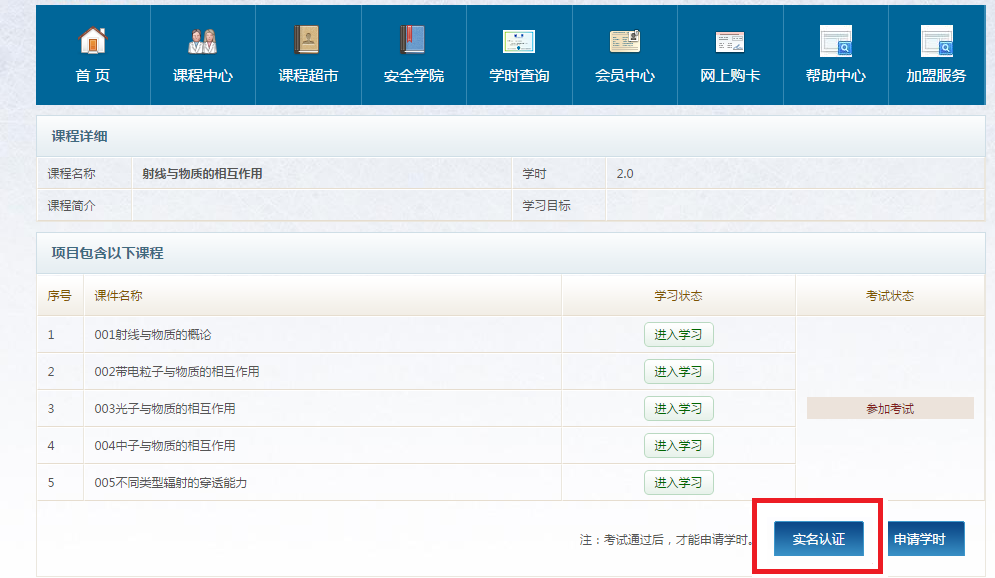 首 页 课程中心 课程超市 安全学院 学时查询 会员中心 网上购卡 帮助中心 加盟服务
课程详细
课程名称 射线与物质的相互作用 学时 2.0
课程简介 学习目标
项目包含以下课程
序号 课件名称 学习状态 考试状态
1 001射线与物质的概论 进入学习
2 002带电粒子与物质的相互作用 进入学习
3 003光子与物质的相互作用 进入学习 参加考试
4 004中子与物质的相互作用 进入学习
5 005不同类型辐射的穿透能力 进入学习
注：考试通过后，才能申请学时。 实名认证 申请学时